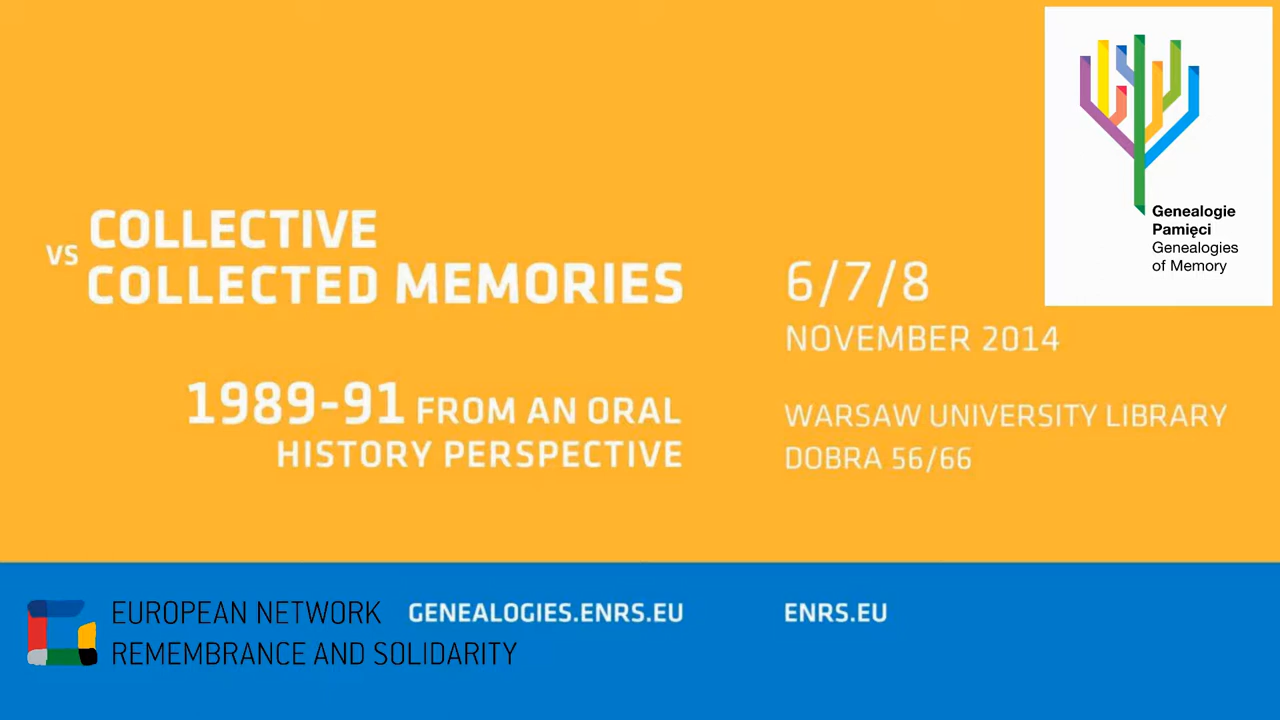 COLLECTIVE
VS
COLLECTED MEMORIES
1989-91 FROM AN ORAL
HISTORY PERSPECTIVE
6/7/8
NOVEMBER 2014
WARSAW UNIVERSITY LIBRARY
DOBRA 56/66
Genealogie
Pamięci
Genealogies
of Memory
EUROPEAN NETWORK
REMEMBRANCE AND SOLIDARITY
GENEALOGIES.ENRS.EU
ENRS.EU